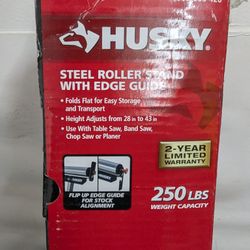 HUSKY
STEEL ROLLER STAND
WITH EDGE GUIDE
• Folds Flat for Easy Storage
and Transport
• Height Adjusts from 28 in to 43 in
• Use With Table Saw, Band Saw,
Chop Saw or Planer
2-YEAR
LIMITED
WARRANTY
FLIP UP EDGE GUIDE
FOR STOCK
ALIGNMENT
250 LBS
WEIGHT CAPACITY